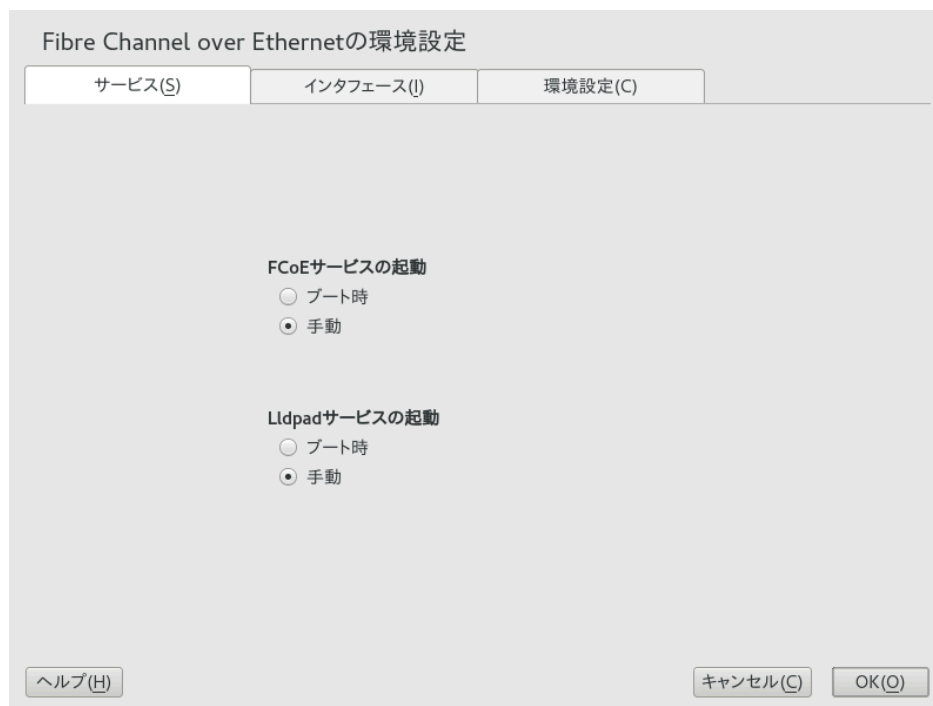 Fibre Channel over Ethernetの環境設定
サービス(S) インタフェース(I) 環境設定(C)
FCoEサービスの起動
ブート時
手動
Lldpadサービスの起動
ブート時
手動
ヘルプ(H) キャンセル(C) OK(O)